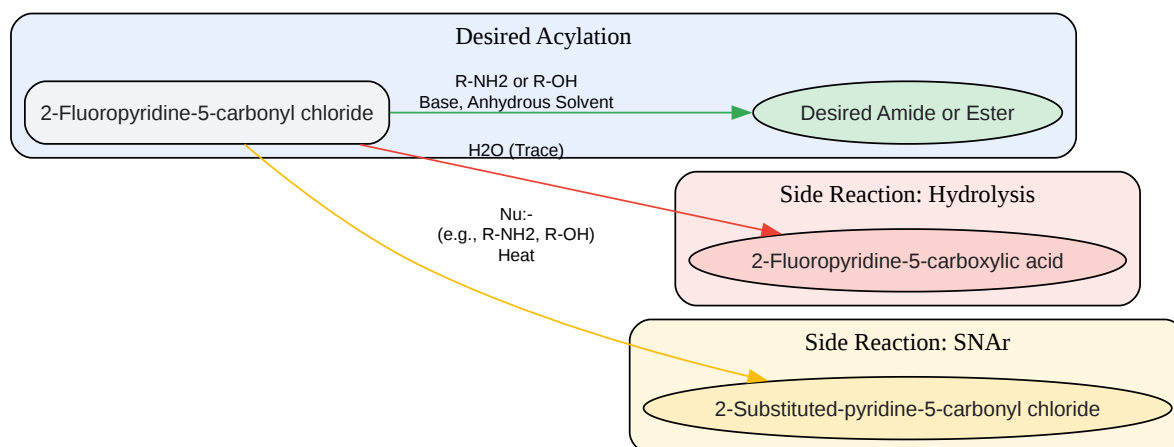 Desired Acylation
2-Fluoropyridine-5-carbonyl chloride
R-NH2 or R-OH
Base, Anhydrous Solvent
Desired Amide or Ester
H2O (Trace)
Side Reaction: Hydrolysis
Nu:-
(e.g., R-NH2, R-OH)
Heat
2-Fluoropyridine-5-carboxylic acid
Side Reaction: SNAr
2-Substituted-pyridine-5-carbonyl chloride